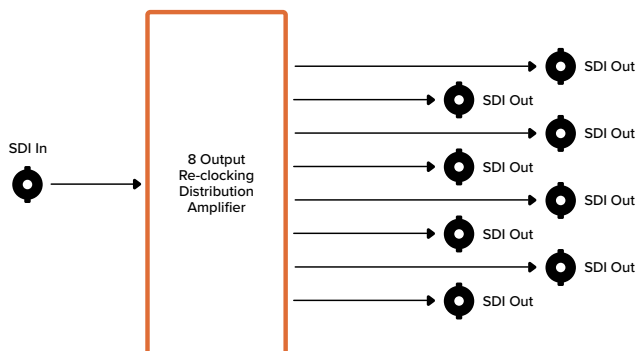 SDI In
8 Output
Re-clocking
Distribution
Amplifier
SDI Out
SDI Out
SDI Out
SDI Out
SDI Out
SDI Out
SDI Out
SDI Out